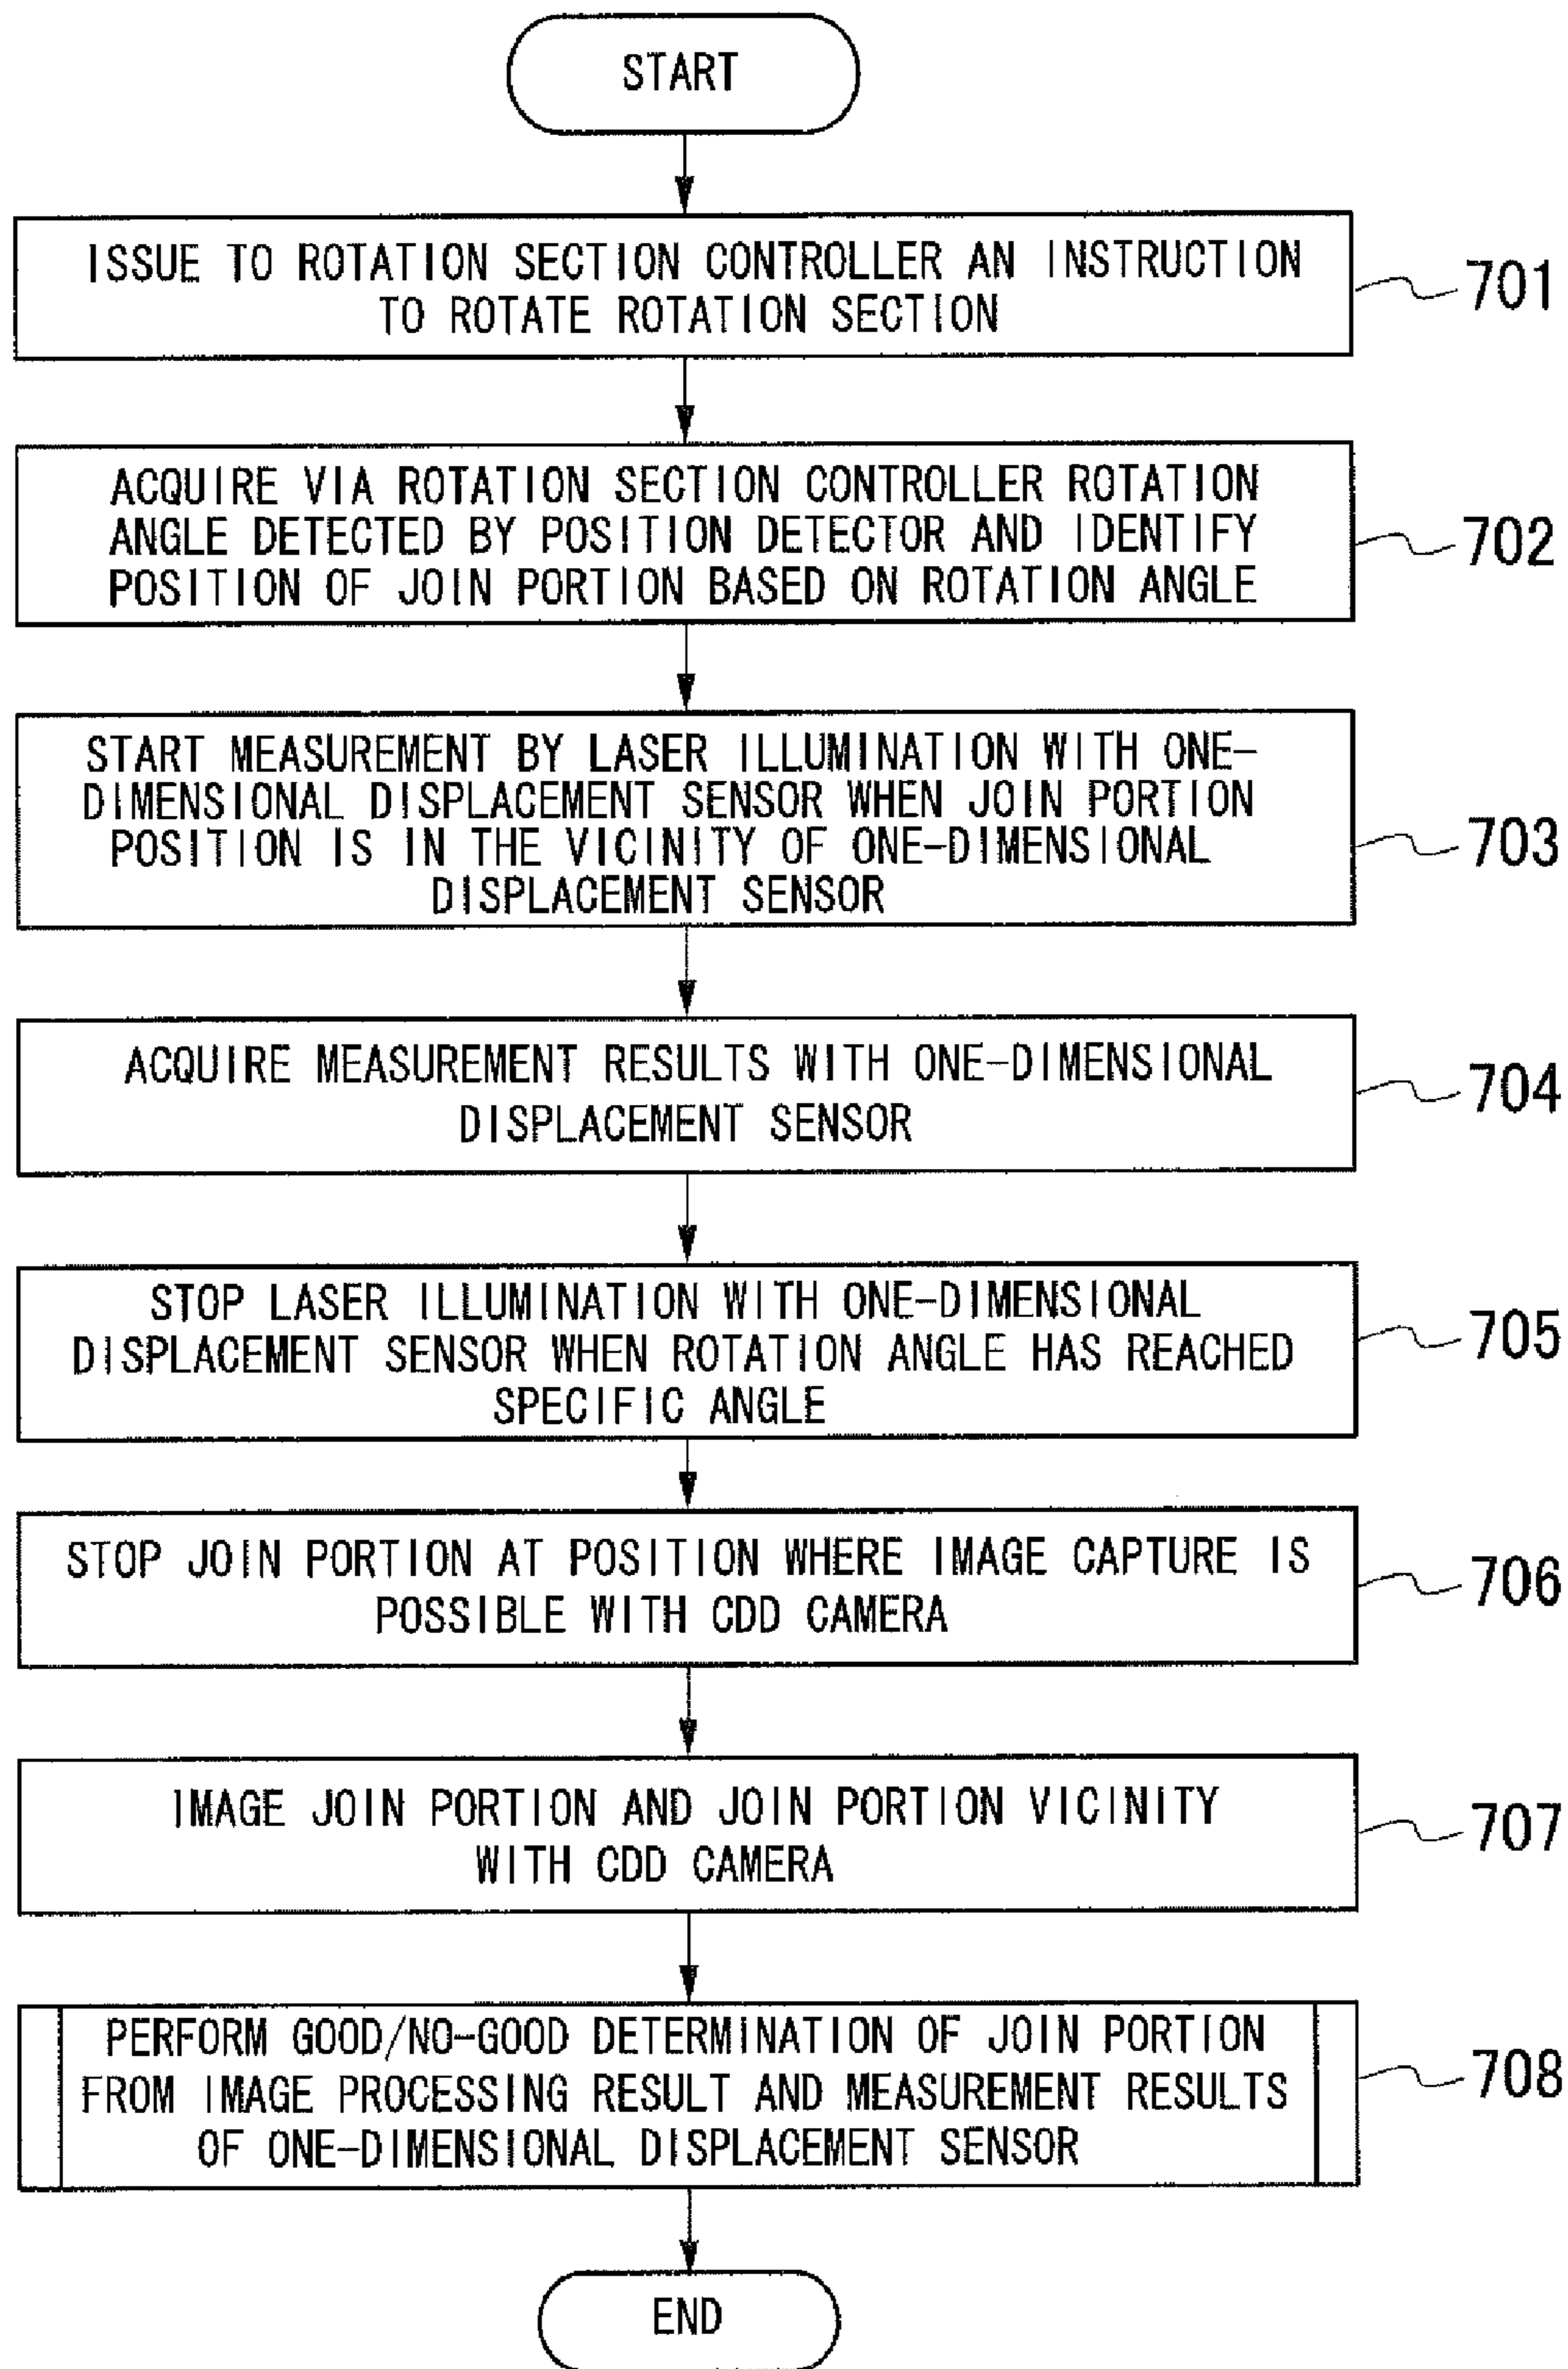 START
ISSUE TO ROTATION SECTION CONTROLLER AN INSTRUCTION
TO ROTATE ROTATION SECTION
701
ACQUIRE VIA ROTATION SECTION CONTROLLER ROTATION
ANGLE DETECTED BY POSITION DETECTOR AND IDENTIFY
POSITION OF JOIN PORTION BASED ON ROTATION ANGLE
702
START MEASUREMENT BY LASER ILLUMINATION WITH ONE-
DIMENSIONAL DISPLACEMENT SENSOR WHEN JOIN PORTION
POSITION IS IN THE VICINITY OF ONE-DIMENSIONAL
DISPLACEMENT SENSOR
703
ACQUIRE MEASUREMENT RESULTS WITH ONE-DIMENSIONAL
DISPLACEMENT SENSOR
704
STOP LASER ILLUMINATION WITH ONE-DIMENSIONAL
DISPLACEMENT SENSOR WHEN ROTATION ANGLE HAS REACHED
SPECIFIC ANGLE
705
STOP JOIN PORTION AT POSITION WHERE IMAGE CAPTURE IS
POSSIBLE WITH CDD CAMERA
706
IMAGE JOIN PORTION AND JOIN PORTION VICINITY
WITH CDD CAMERA
707
PERFORM GOOD/NO-GOOD DETERMINATION OF JOIN PORTION
FROM IMAGE PROCESSING RESULT AND MEASUREMENT RESULTS
OF ONE-DIMENSIONAL DISPLACEMENT SENSOR
708
END